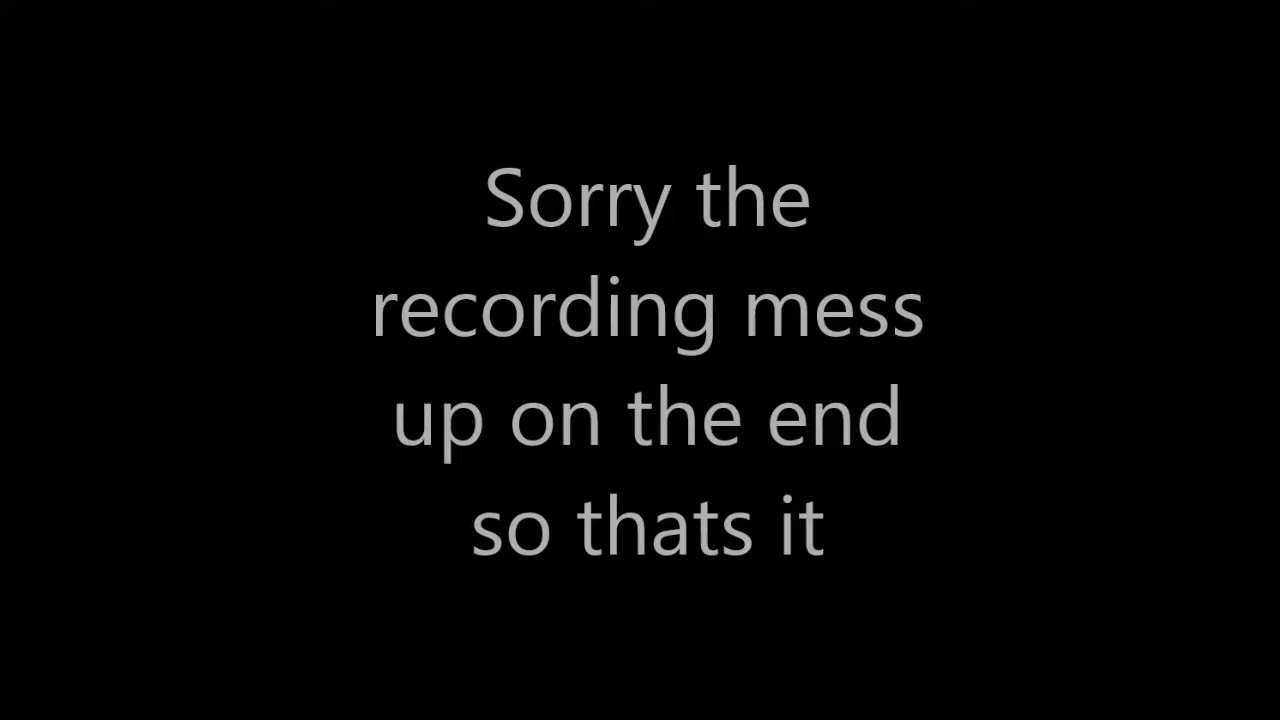 Sorry the
recording mess
up on the end
so thats it